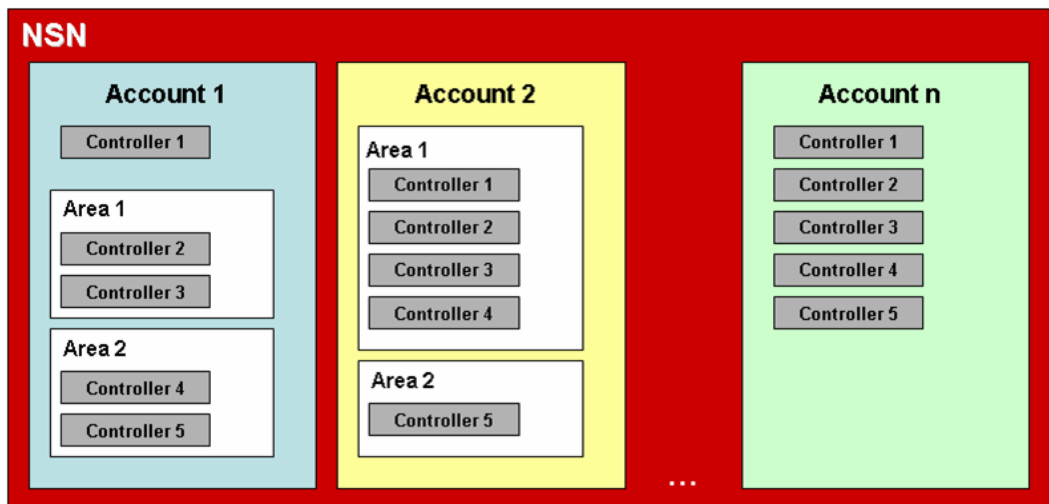 NSN
Account 1
Controller 1
Area 1
Controller 2
Controller 3
Area 2
Controller 4
Controller 5
Account 2
Area 1
Controller 1
Controller 2
Controller 3
Controller 4
Area 2
Controller 5
...
Account n
Controller 1
Controller 2
Controller 3
Controller 4
Controller 5